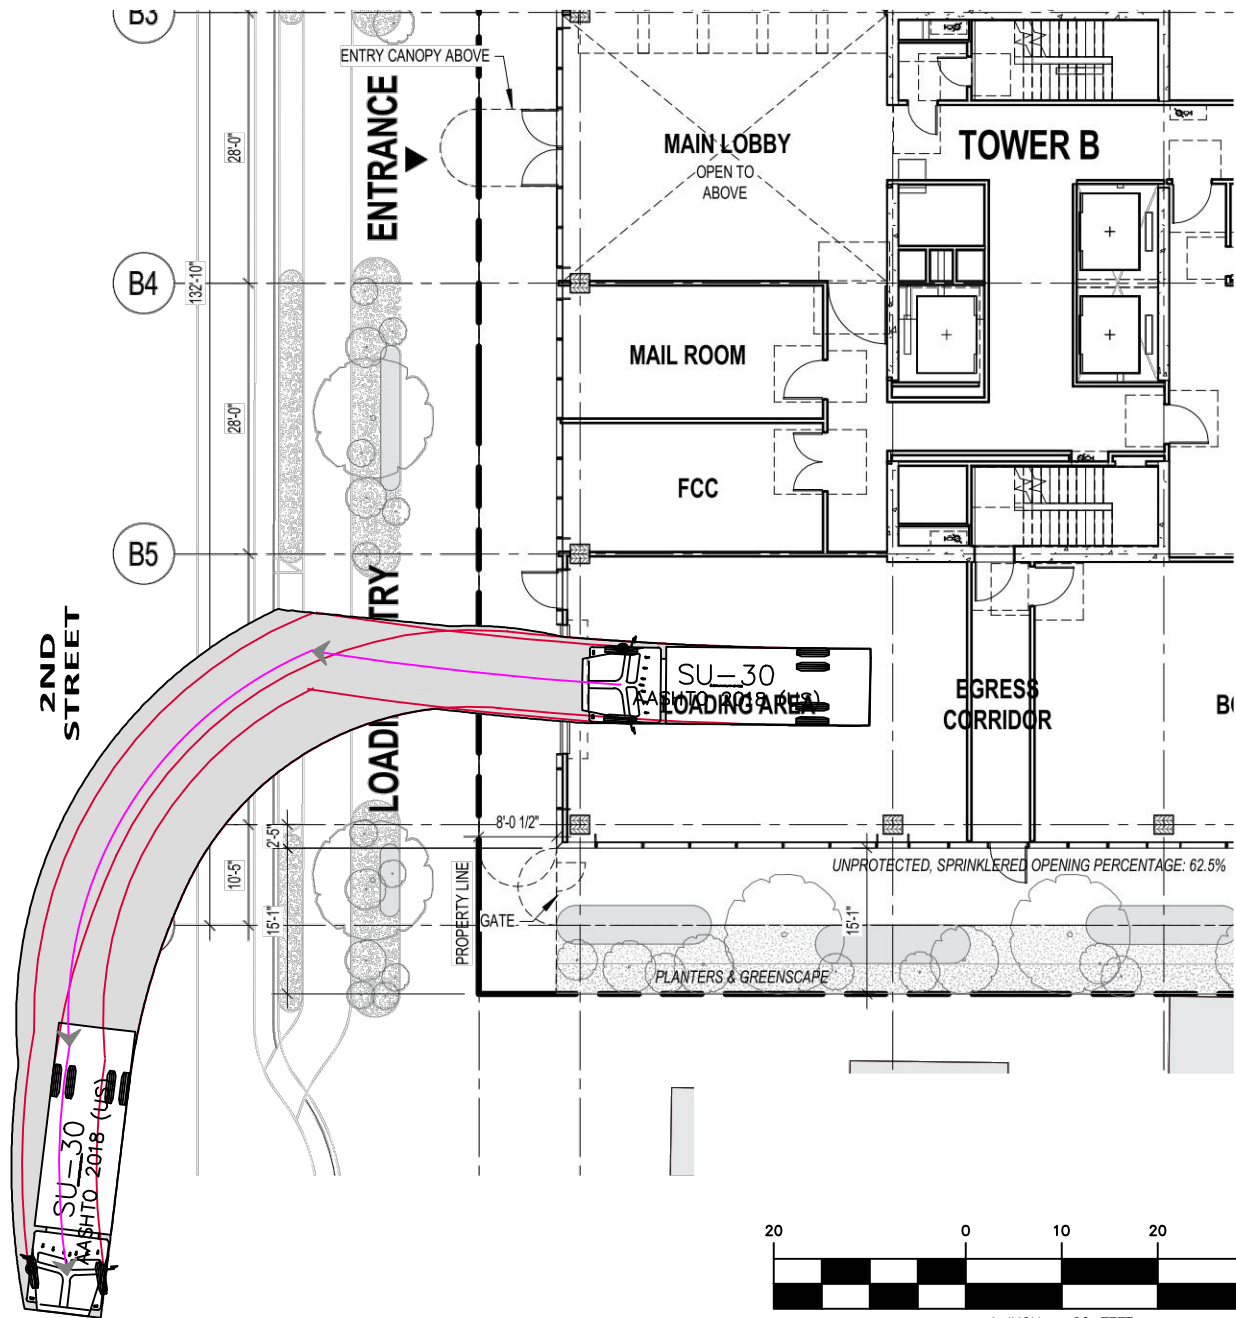 B3
ENTRY CANOPY ABOVE
ENTRANCE
28'-0"
MAIN LOBBY
OPEN TO
ABOVE
TOWER B
B4
132'-10"
MAIL ROOM
28'-0"
FCC
B5
2ND
STREET
SU-30
AASHTO 2018 (US)
LOADING AREA
EGRESS
CORRIDOR
8'-0 1/2"
2'-5"
10'-5"
15'-1"
PROPERTY LINE
GATE
UNPROTECTED, SPRINKLERED OPENING PERCENTAGE: 62.5%
15'-1"
PLANTERS & GREENSCAPE
SU-30
AASHTO 2018 (US)
20 0 10 20